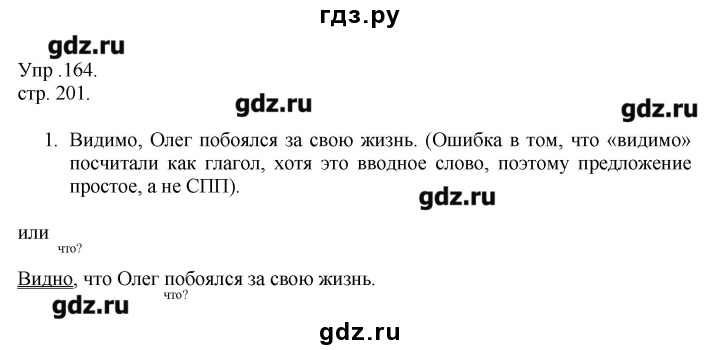 гдз.ру
gdz.ru
Упр .164.
стр. 201.
gdz.ru
gdz.ru
1. Видимо, Олег побоялся за свою жизнь. (Ошибка в том, что «видимо»
посчитали как глагол, хотя это вводное слово, поэтому предложение
простое, а не СПП).
gdz.ru
или
что?
Видно, что Олег побоялся за свою жизнь.
что?
gdz.ru
gdz.ru